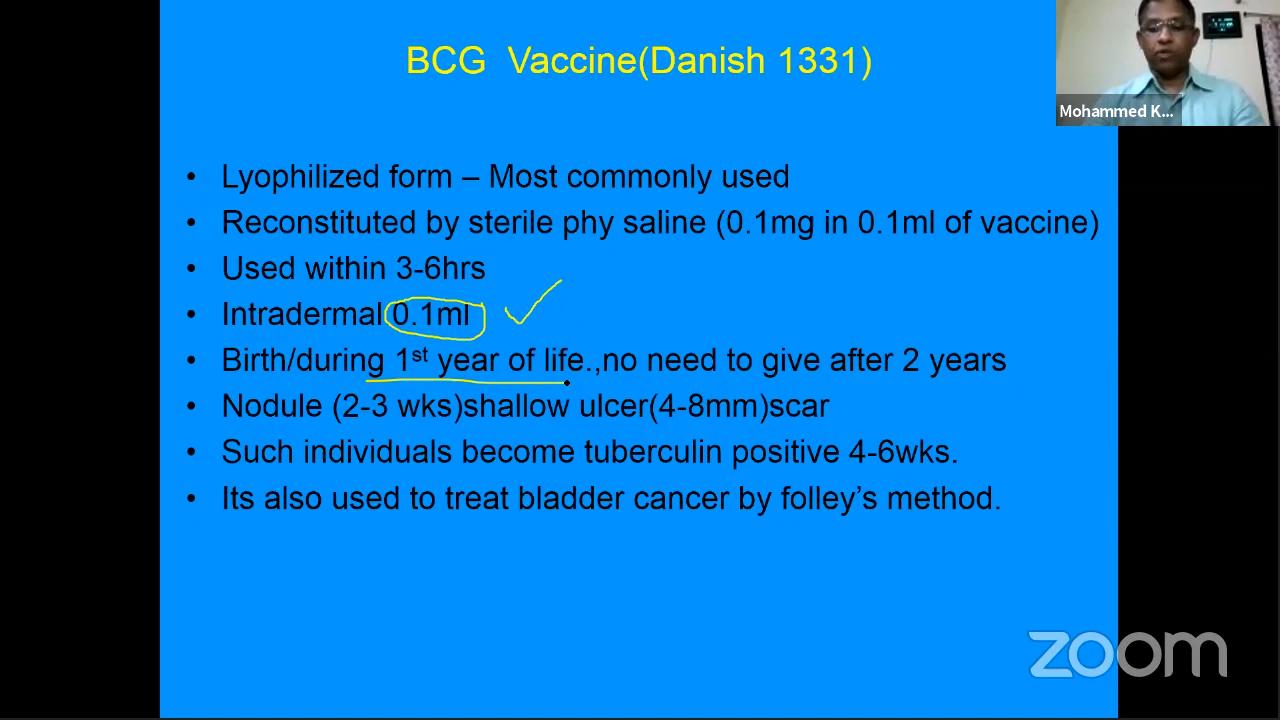 BCG Vaccine(Danish 1331)
Mohammed K...
• Lyophilized form – Most commonly used
• Reconstituted by sterile phy saline (0.1mg in 0.1ml of vaccine)
• Used within 3-6hrs
• Intradermal 0.1ml
• Birth/during 1st year of life.,no need to give after 2 years
• Nodule (2-3 wks)shallow ulcer(4-8mm)scar
• Such individuals become tuberculin positive 4-6wks.
• Its also used to treat bladder cancer by folley’s method.
zoom